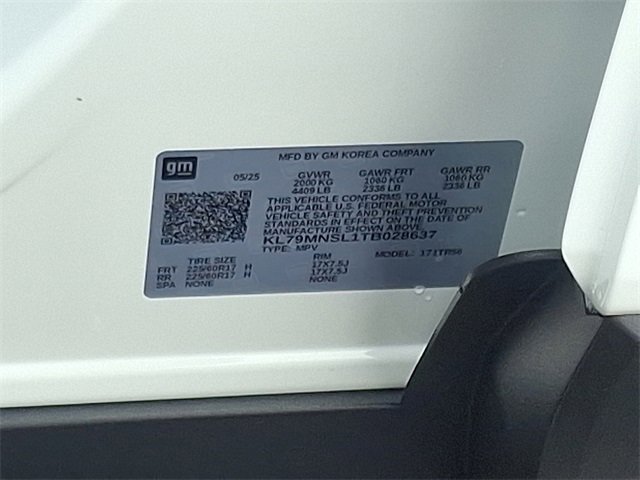 MFD BY GM KOREA COMPANY
gm
05/25 GVWR GAWR FRT GAWR RR
2000 KG 1060 KG 1060 KG
4409 LB 2336 LB 2336 LB
THIS VEHICLE CONFORMS TO ALL
APPLICABLE U.S. FEDERAL MOTOR
VEHICLE SAFETY AND THEFT PREVENTION
STANDARDS IN EFFECT ON THE DATE OF
MANUFACTURE SHOWN ABOVE.
KL79MNSL1TB028637
TYPE: MPV MODEL: 1TR56
TIRE SIZE RIM
FRT 225/60R17 H 17X7.5J
RR 225/60R17 H 17X7.5J
SPA NONE NONE